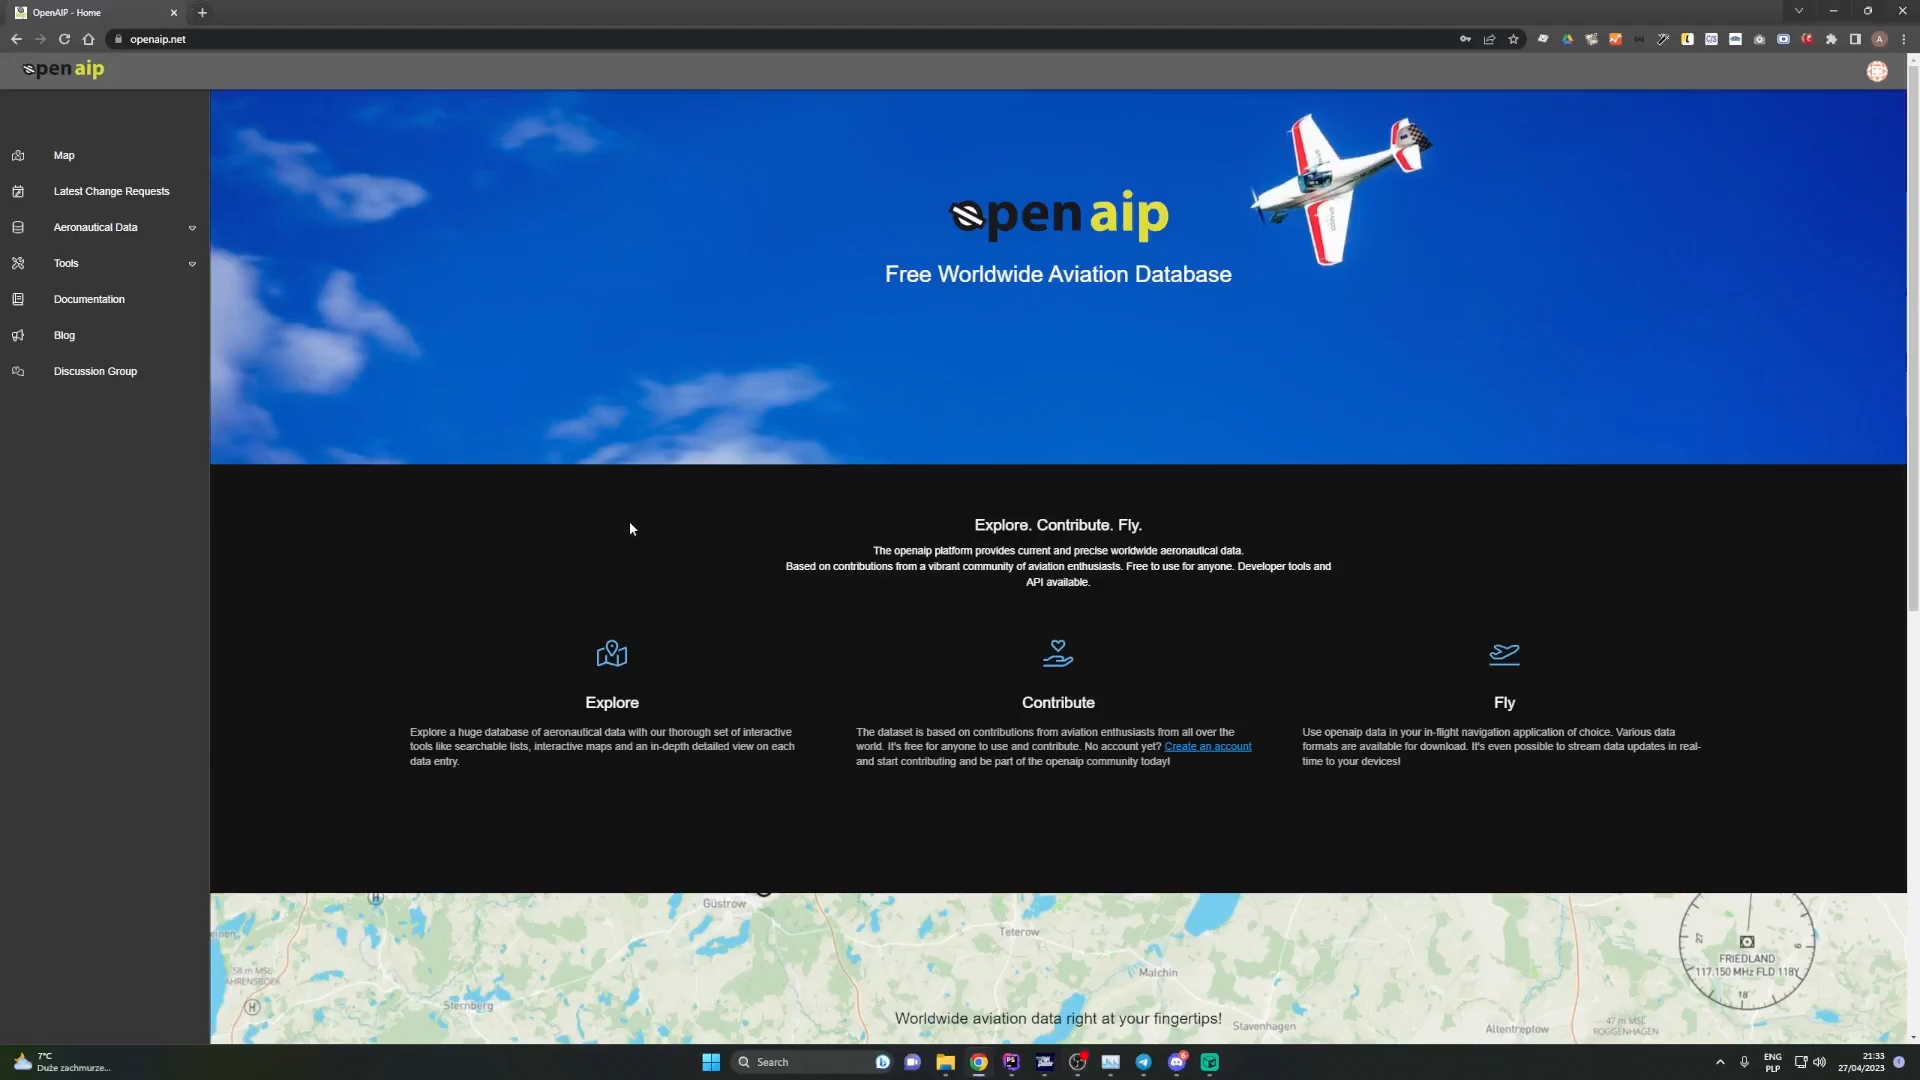 OpenAIP - Home
openaip.net
openaip
Map
Latest Change Requests
Aeronautical Data
Tools
Documentation
Blog
Discussion Group
openaip
Free Worldwide Aviation Database
Explore. Contribute. Fly.
The openaip platform provides current and precise worldwide aeronautical data.
Based on contributions from a vibrant community of aviation enthusiasts. Free to use for anyone. Developer tools and
API available.
Explore
Explore a huge database of aeronautical data with our thorough set of interactive
tools like searchable lists, interactive maps and an in-depth detailed view on each
data entry.
Contribute
The dataset is based on contributions from aviation enthusiasts from all over the
world. It's free for anyone to use and contribute. No account yet? Create an account
and start contributing and be part of the openaip community today!
Fly
Use openaip data in your in-flight navigation application of choice. Various data
formats are available for download. It's even possible to stream data updates in real-
time to your devices!
Güstrow
Teterow
Malchin
58 m MSL
AHRENSBOEK
H
Sternberg
Stavenhagen
Altentreptow
47 m MSL
ROGGENHAGEN
27
6
FRIEDLAND
117.150 MHz FLD 118Y
18
Worldwide aviation data right at your fingertips!
7°C
Duże zachmurze...
Search
ENG
PLP
21:33
27/04/2023